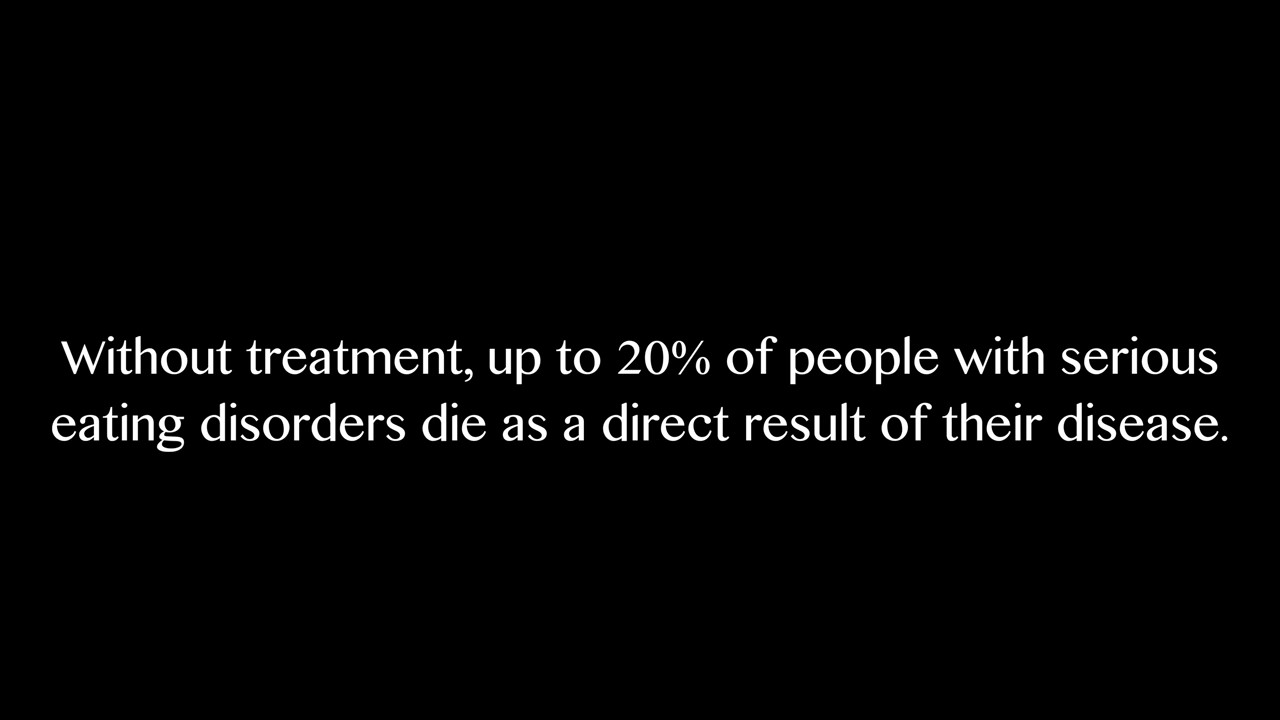 Without treatment, up to 20% of people with serious
eating disorders die as a direct result of their disease.